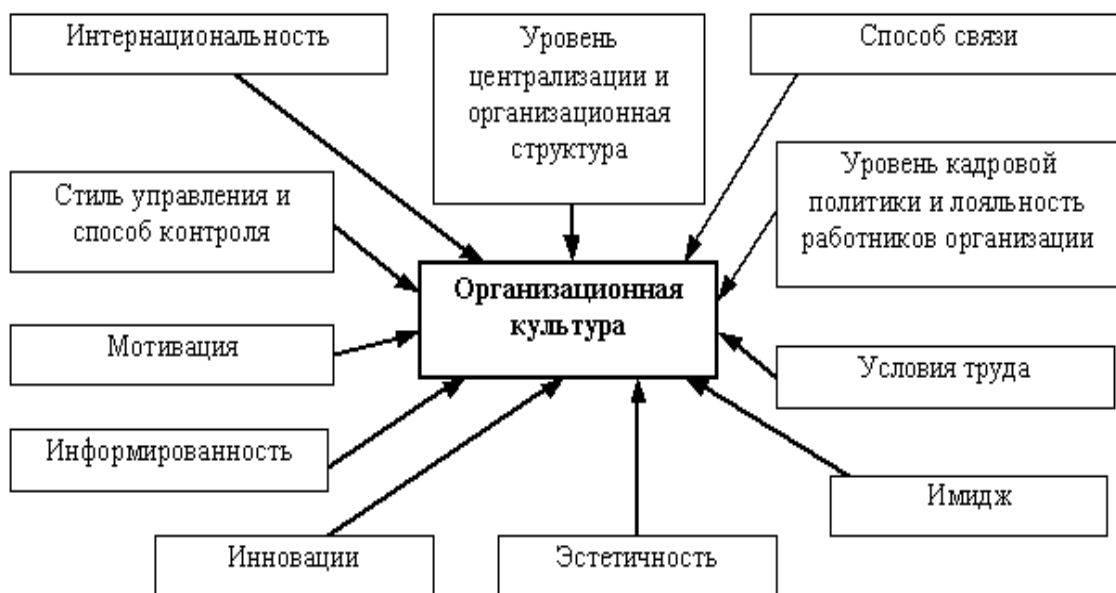 Интернациональность
Уровень
централизации и
организационная
структура
Способ связи
Стиль управления и
способ контроля
Уровень кадровой
политики и лояльность
работников организации
Организационная
культура
Мотивация
Условия труда
Информированность
Имидж
Инновации
Эстетичность